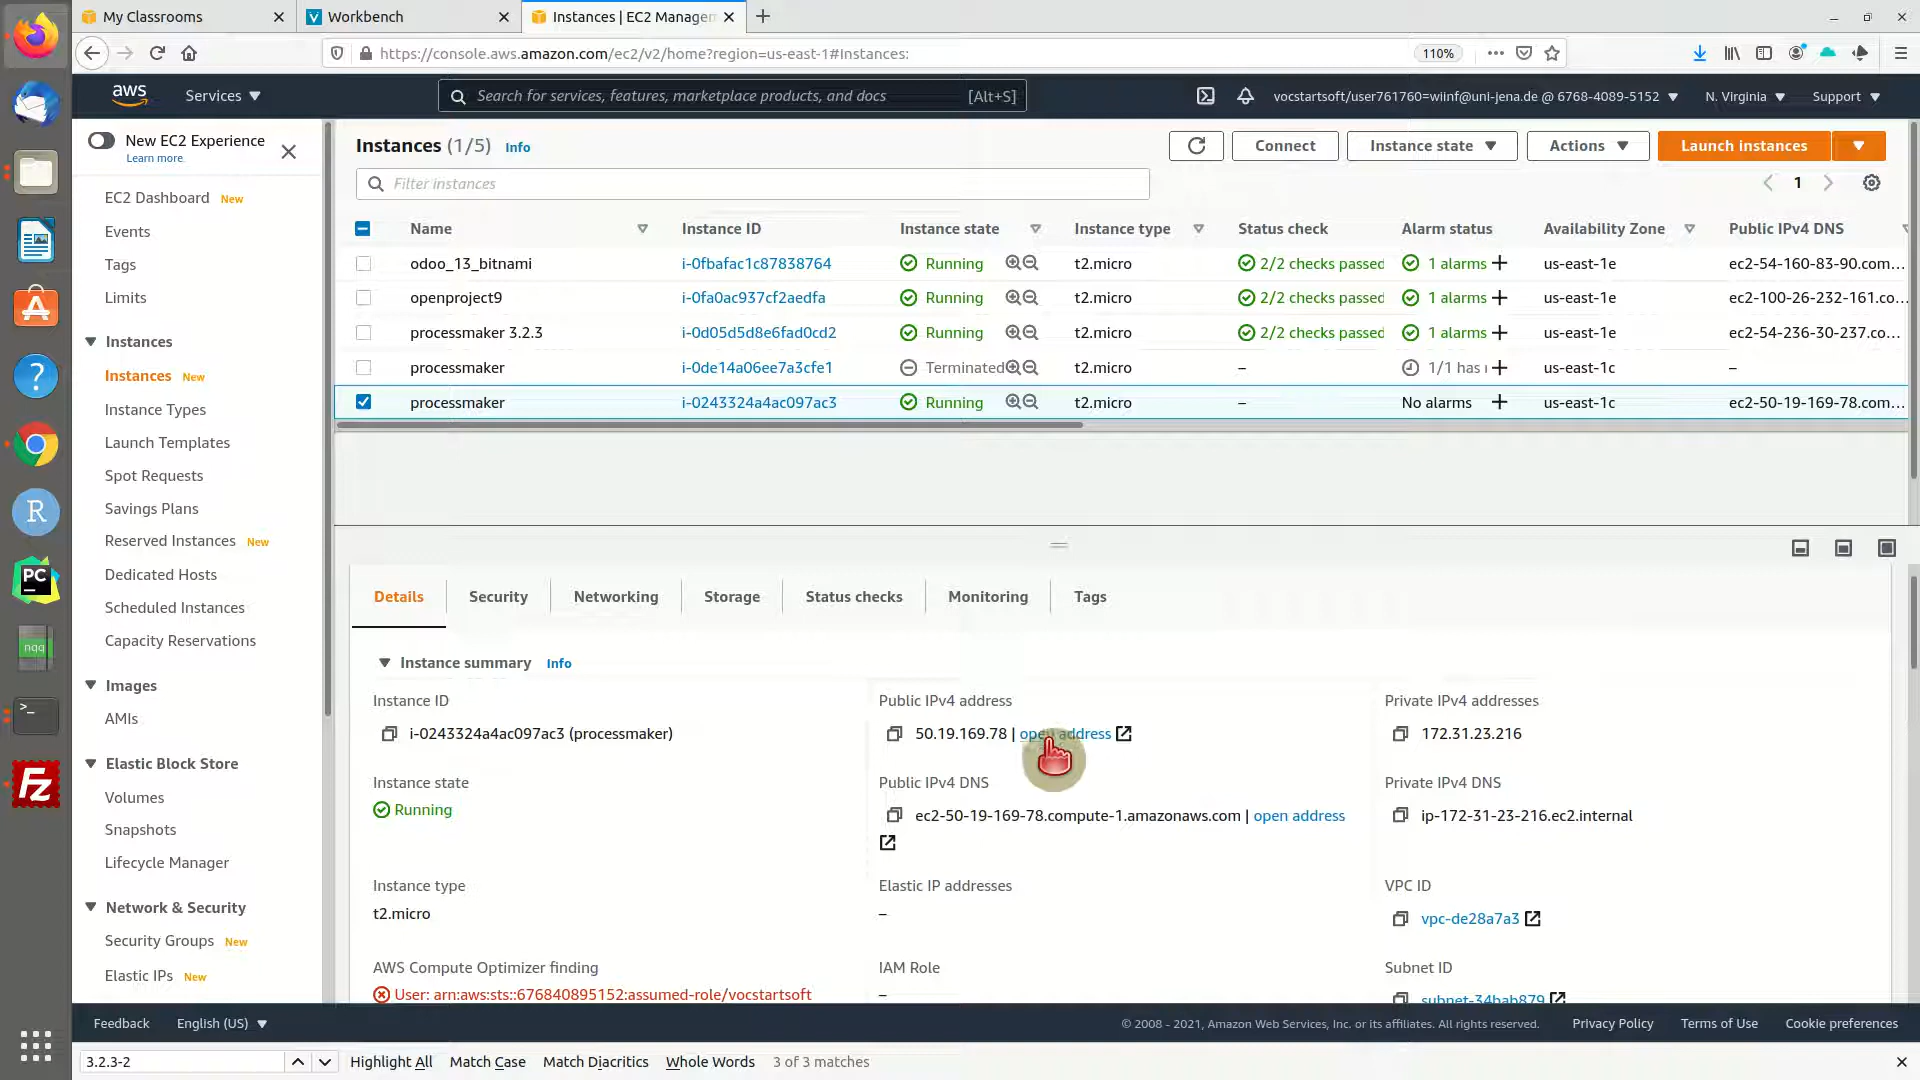 My Classrooms
Workbench
Instances | EC2 Managem
https://console.aws.amazon.com/ec2/v2/home?region=us-east-1#Instances:
110%
aws
Services
Search for services, features, marketplace products, and docs
[Alt+S]
vocstartsoft/user761760=wiinf@uni-jena.de @ 6768-4089-5152
N. Virginia
Support
New EC2 Experience
Learn more
EC2 Dashboard New
Events
Tags
Limits
Instances
Instances New
Instance Types
Launch Templates
Spot Requests
Savings Plans
Reserved Instances New
Dedicated Hosts
Scheduled Instances
Capacity Reservations
Images
AMIs
Elastic Block Store
Volumes
Snapshots
Lifecycle Manager
Network & Security
Security Groups New
Elastic IPs New
Instances (1/5) Info
Connect
Instance state
Actions
Launch instances
Filter instances
1
Name Instance ID Instance state Instance type Status check Alarm status Availability Zone Public IPv4 DNS
odoo_13_bitnami i-0fbafac1c87838764 Running t2.micro 2/2 checks passed 1 alarms + us-east-1e ec2-54-160-83-90.com...
openproject9 i-0fa0ac937cf2aedfa Running t2.micro 2/2 checks passed 1 alarms + us-east-1e ec2-100-26-232-161.co...
processmaker 3.2.3 i-0d05d5d8e6fad0cd2 Running t2.micro 2/2 checks passed 1 alarms + us-east-1e ec2-54-236-30-237.co...
processmaker i-0de14a06ee7a3cfe1 Terminated t2.micro – 1/1 has + us-east-1c –
processmaker i-0243324a4ac097ac3 Running t2.micro – No alarms + us-east-1c ec2-50-19-169-78.com...
Details
Security
Networking
Storage
Status checks
Monitoring
Tags
Instance summary Info
Instance ID
i-0243324a4ac097ac3 (processmaker)
Public IPv4 address
50.19.169.78 | open address
Private IPv4 addresses
172.31.23.216
Instance state
Running
Public IPv4 DNS
ec2-50-19-169-78.compute-1.amazonaws.com | open address
Private IPv4 DNS
ip-172-31-23-216.ec2.internal
Instance type
t2.micro
Elastic IP addresses
–
VPC ID
vpc-de28a7a3
AWS Compute Optimizer finding
User: arn:aws:sts::676840895152:assumed-role/vocstartsoft
IAM Role
–
Subnet ID
subnet-34bab879
Feedback
English (US)
© 2008 - 2021, Amazon Web Services, Inc. or its affiliates. All rights reserved.
Privacy Policy
Terms of Use
Cookie preferences
3.2.3-2
Highlight All
Match Case
Match Diacritics
Whole Words
3 of 3 matches
R
PC
nqq
>_
Fz
?